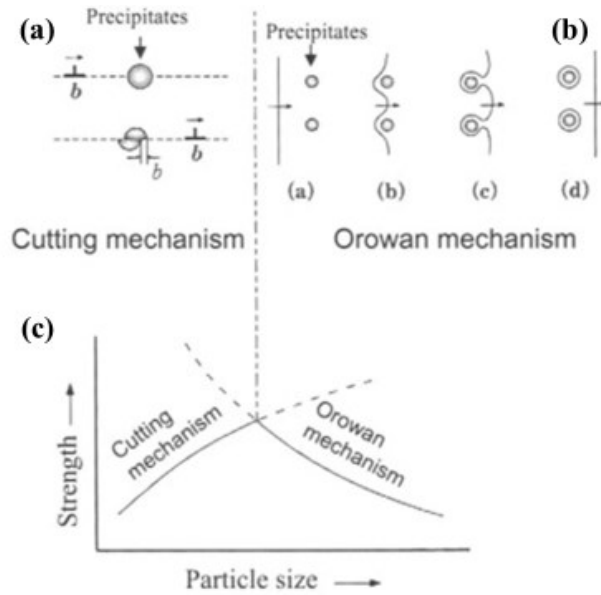 (a)
Precipitates
b
b
b
Cutting mechanism
Precipitates
(b)
(a)
(b)
(c)
(d)
Orowan mechanism
(c)
Strength
Cutting
mechanism
Orowan
mechanism
Particle size